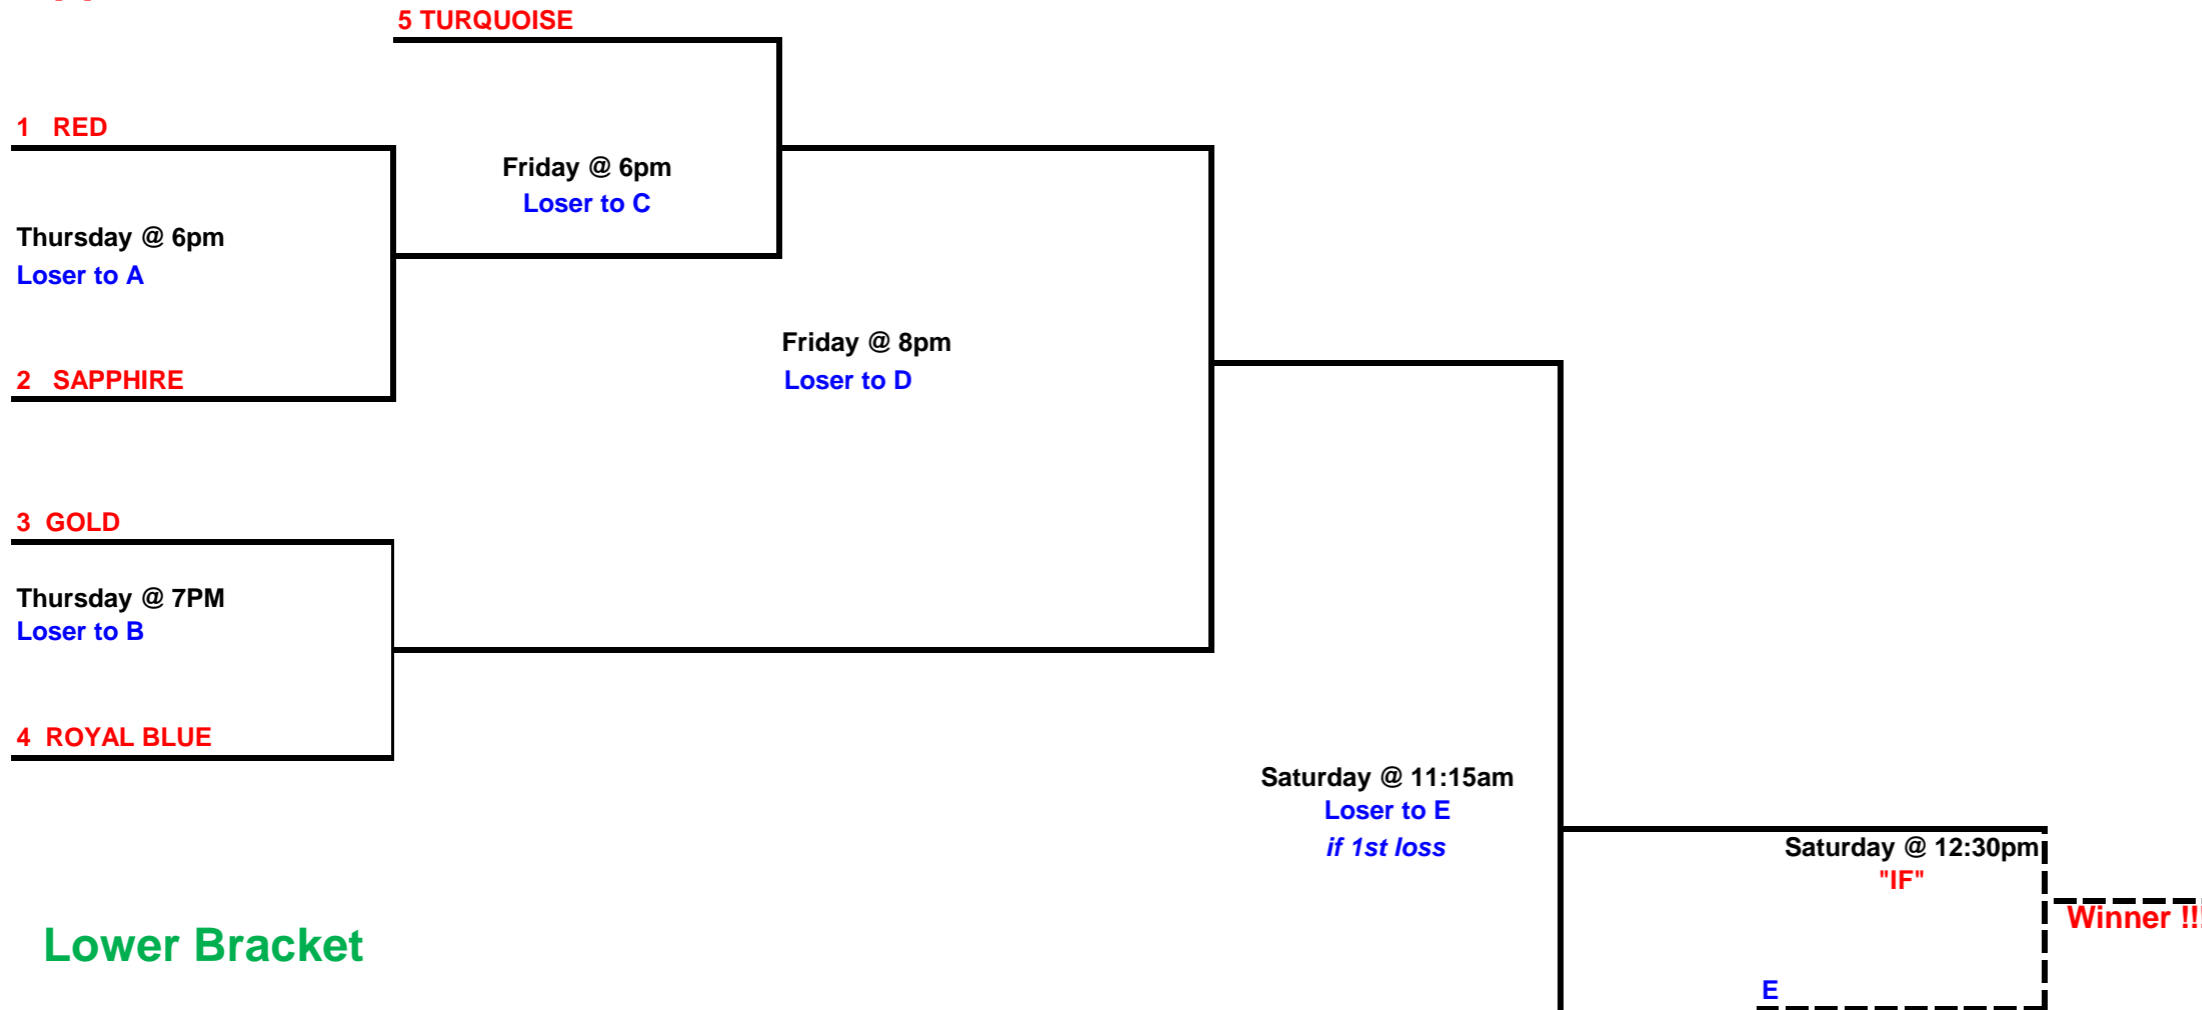 5 TURQUOISE
1 RED
Friday @ 6pm
Loser to C
Thursday @ 6pm
Loser to A
Friday @ 8pm
Loser to D
2 SAPPHIRE
3 GOLD
Thursday @ 7PM
Loser to B
4 ROYAL BLUE
Saturday @ 11:15am
Loser to E
if 1st loss
Saturday @ 12:30pm
"IF"
Winner !!!
Lower Bracket
E